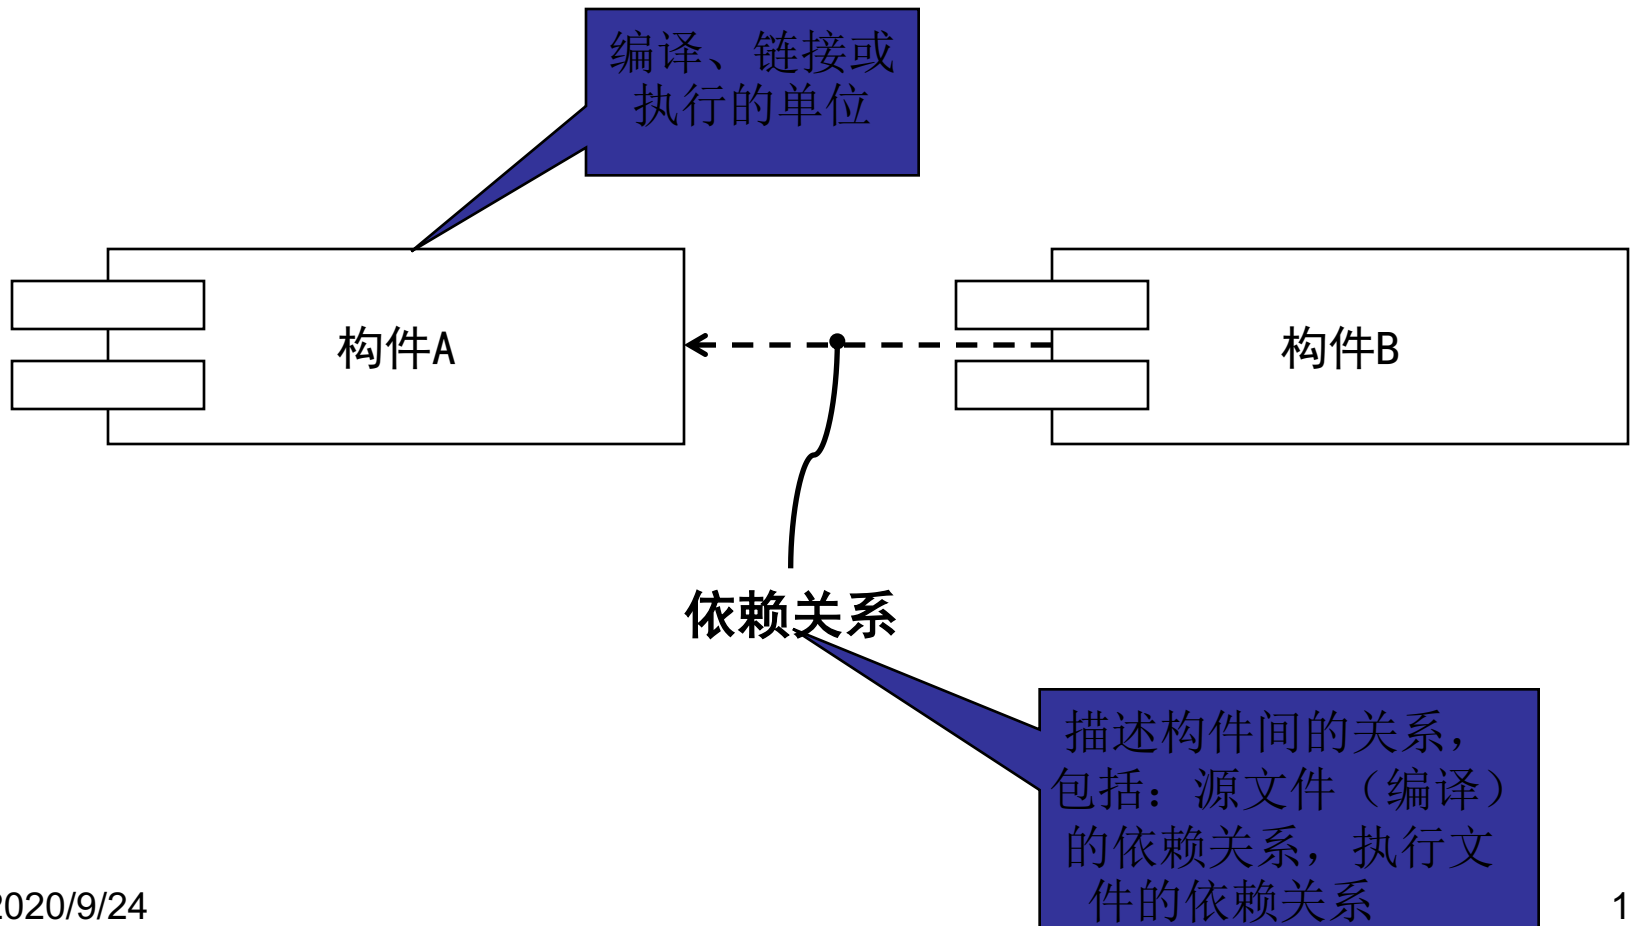 编译、链接或
执行的单位
构件A
构件B
依赖关系
描述构件间的关系，
包括：源文件（编译）
的依赖关系，执行文
件的依赖关系
2020/9/24
1